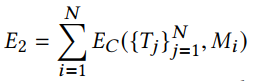 E_2 = \sum_{i=1}^{N} E_C(\{T_j\}_{j=1}^{N}, M_i)